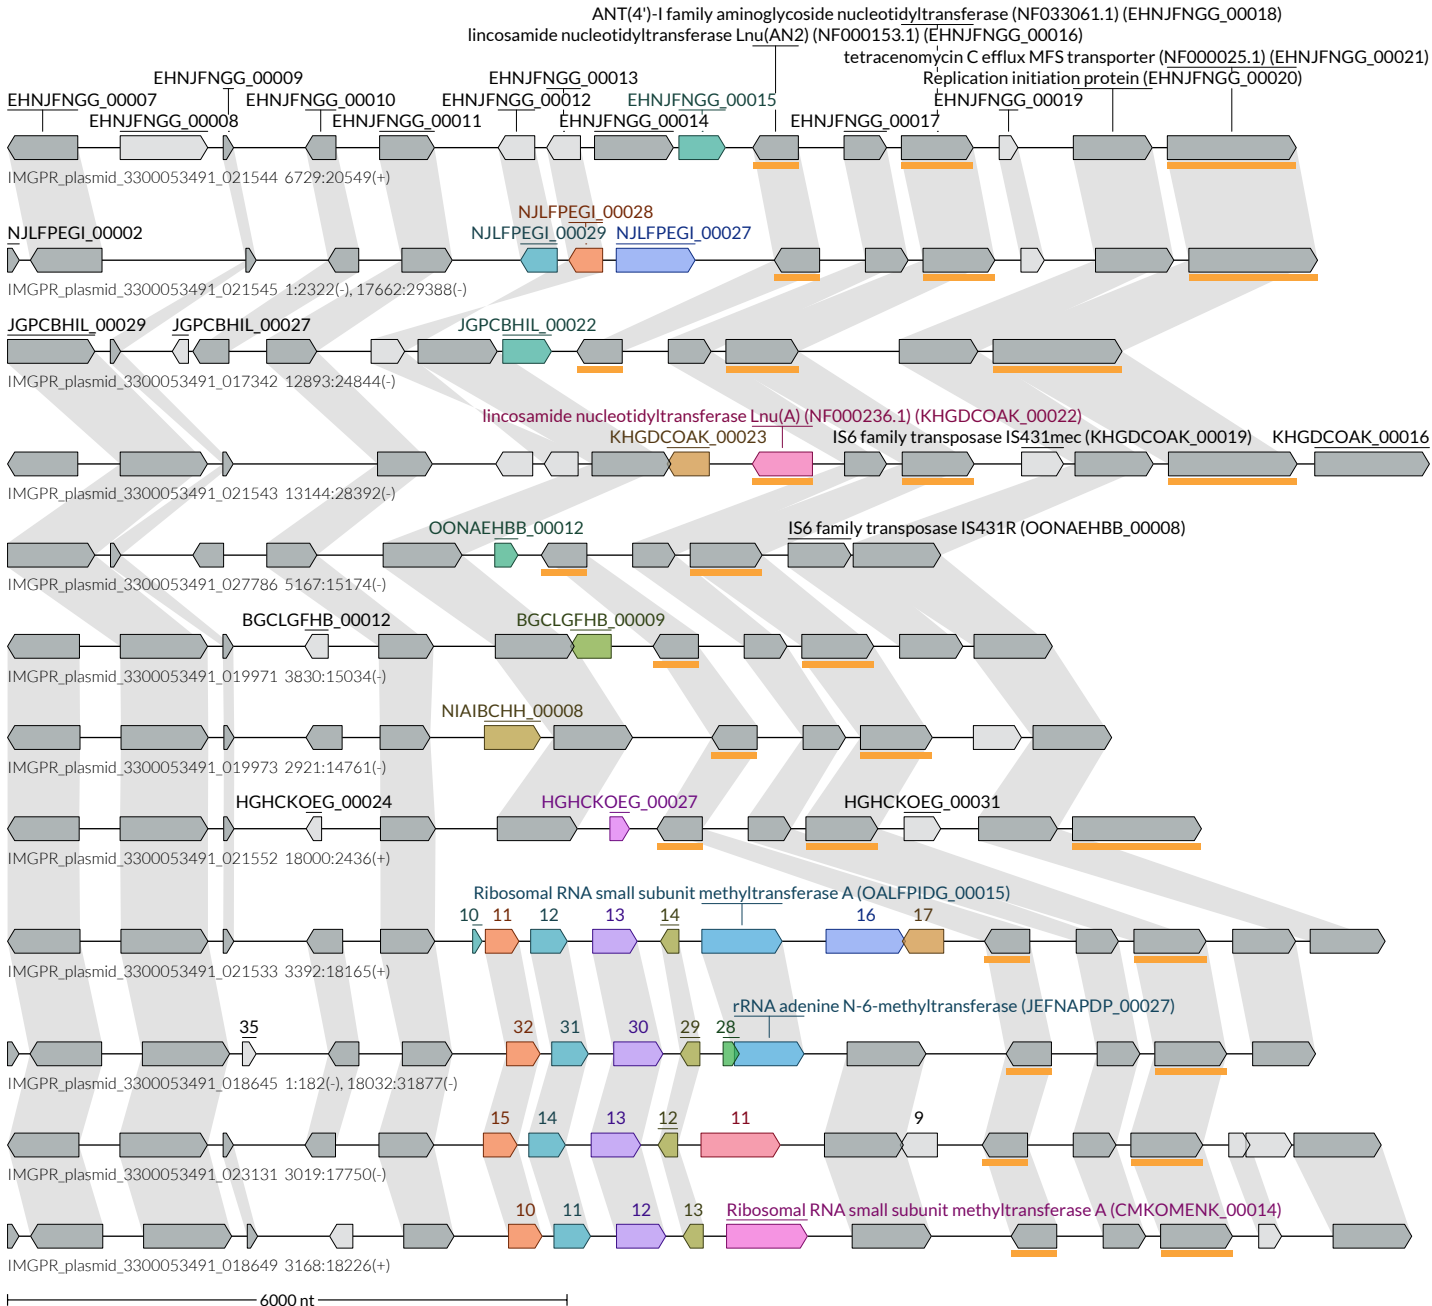 ANT(4')-I family aminoglycoside nucleotidyltransferase (NF033061.1) (EHNJFNGG_00018)
lincosamide nucleotidyltransferase Lnu(AN2) (NF000153.1) (EHNJFNGG_00016)
tetracenomycin C efflux MFS transporter (NF000025.1) (EHNJFNGG_00021)
EHNJFNGG_00009 EHNJFNGG_00013 Replication initiation protein (EHNJFNGG_00020)
EHNJFNGG_00007 EHNJFNGG_00010 EHNJFNGG_00012 EHNJFNGG_00015 EHNJFNGG_00019
EHNJFNGG_00008 EHNJFNGG_00011 EHNJFNGG_00014 EHNJFNGG_00017
IMGPR_plasmid_3300053491_021544 6729:20549(+)
NJLFPEGI_00028
NJLFPEGI_00002 NJLFPEGI_00029 NJLFPEGI_00027
IMGPR_plasmid_3300053491_021545 1:2322(-), 17662:29388(-)
JGPCBHIL_00029 JGPCBHIL_00027 JGPCBHIL_00022
IMGPR_plasmid_3300053491_017342 12893:24844(-)
lincosamide nucleotidyltransferase Lnu(A) (NF000236.1) (KHGDCOAK_00022)
KHGDCOAK_00023 IS6 family transposase IS431mec (KHGDCOAK_00019) KHGDCOAK_00016
IMGPR_plasmid_3300053491_021543 13144:28392(-)
OONAEHBB_00012 IS6 family transposase IS431R (OONAEHBB_00008)
IMGPR_plasmid_3300053491_027786 5167:15174(-)
BGCLGFHB_00012 BGCLGFHB_00009
IMGPR_plasmid_3300053491_019971 3830:15034(-)
NIAIBCHH_00008
IMGPR_plasmid_3300053491_019973 2921:14761(-)
HGHCKOEG_00024 HGHCKOEG_00027 HGHCKOEG_00031
IMGPR_plasmid_3300053491_021552 18000:2436(+)
Ribosomal RNA small subunit methyltransferase A (OALFPIDG_00015)
10 11 12 13 14 16 17
IMGPR_plasmid_3300053491_021533 3392:18165(+)
rRNA adenine N-6-methyltransferase (JEFNAPDP_00027)
35 32 31 30 29 28
IMGPR_plasmid_3300053491_018645 1:182(-), 18032:31877(-)
15 14 13 12 11 9
IMGPR_plasmid_3300053491_023131 3019:17750(-)
10 11 12 13 Ribosomal RNA small subunit methyltransferase A (CMKOMENK_00014)
IMGPR_plasmid_3300053491_018649 3168:18226(+)
6000 nt